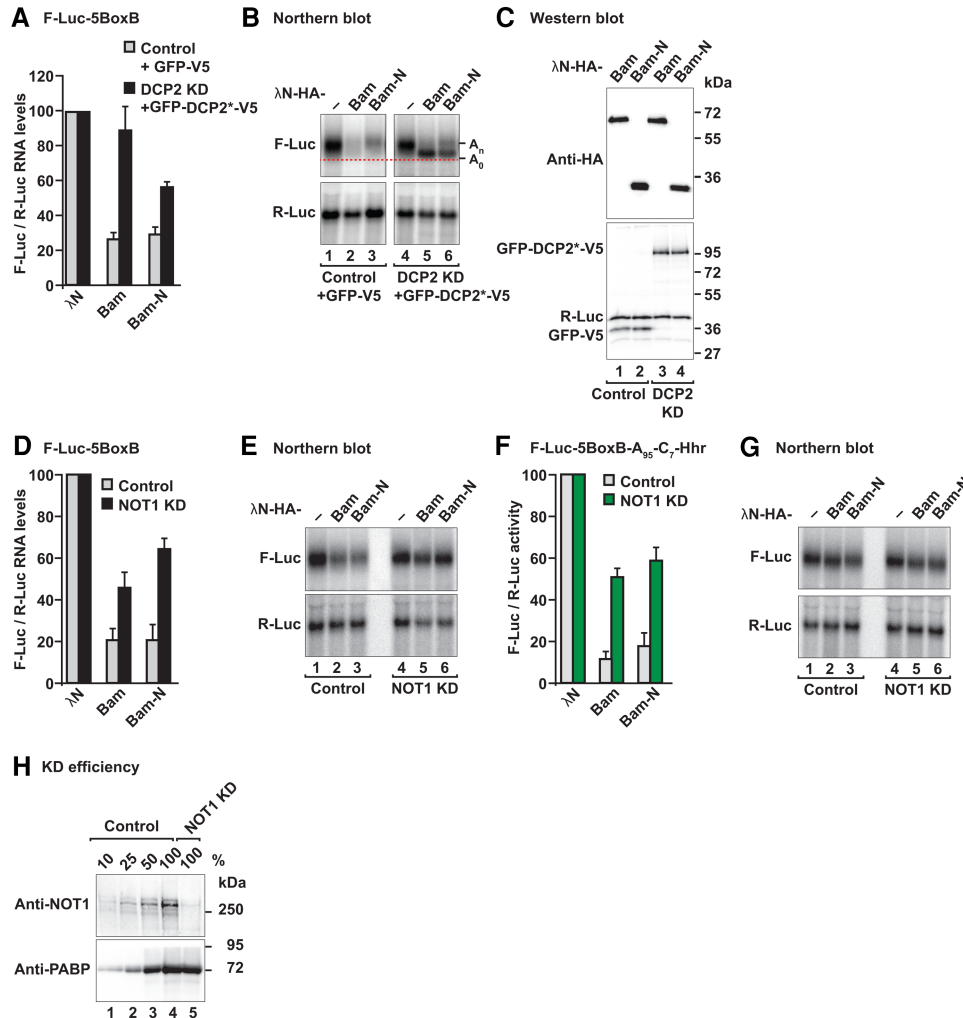 A F-Luc-5BoxB
Control
+ GFP-V5
DCP2 KD
+GFP-DCP2*-V5
F-Luc / R-Luc RNA levels
120
100
80
60
40
20
0
λN
Bam
Bam-N
B Northern blot
λN-HA-
–
Bam
Bam-N
–
Bam
Bam-N
F-Luc
Aₙ
A₀
R-Luc
1 2 3 4 5 6
Control
+GFP-V5
DCP2 KD
+GFP-DCP2*-V5
C Western blot
λN-HA-
Bam
Bam-N
Bam
Bam-N
kDa
Anti-HA
72
55
36
GFP-DCP2*-V5
R-Luc
GFP-V5
95
72
55
36
27
1 2 3 4
Control
DCP2
KD
D F-Luc-5BoxB
Control
NOT1 KD
F-Luc / R-Luc RNA levels
100
80
60
40
20
0
λN
Bam
Bam-N
E Northern blot
λN-HA-
–
Bam
Bam-N
–
Bam
Bam-N
F-Luc
R-Luc
1 2 3 4 5 6
Control
NOT1 KD
F F-Luc-5BoxB-A₉₅-C₇-Hhr
Control
NOT1 KD
F-Luc / R-Luc activity
100
80
60
40
20
0
λN
Bam
Bam-N
G Northern blot
λN-HA-
–
Bam
Bam-N
–
Bam
Bam-N
F-Luc
R-Luc
1 2 3 4 5 6
Control
NOT1 KD
H KD efficiency
Control
NOT1 KD
10 25 50 100 100 %
kDa
Anti-NOT1
250
Anti-PABP
95
72
1 2 3 4 5